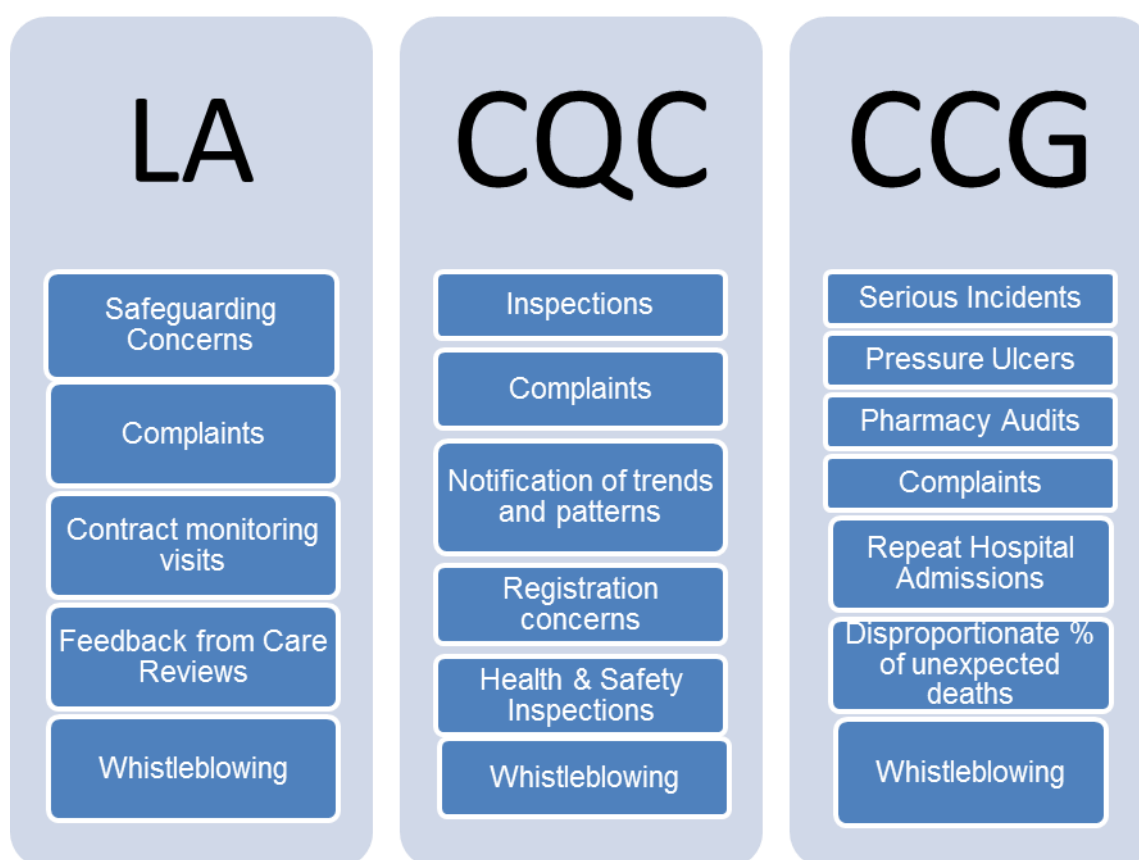 LA
Safeguarding
Concerns
Complaints
Contract monitoring
visits
Feedback from Care
Reviews
Whistleblowing
CQC
Inspections
Complaints
Notification of trends
and patterns
Registration
concerns
Health & Safety
Inspections
Whistleblowing
CCG
Serious Incidents
Pressure Ulcers
Pharmacy Audits
Complaints
Repeat Hospital
Admissions
Disproportionate %
of unexpected
deaths
Whistleblowing